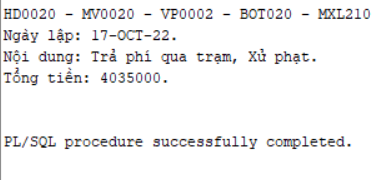 HD0020 - MV0020 - VP0002 - BOT020 - MXL210
Ngày lập: 17-OCT-22.
Nội dung: Trả phí qua trạm, Xử phạt.
Tổng tiền: 4035000.
PL/SQL procedure successfully completed.